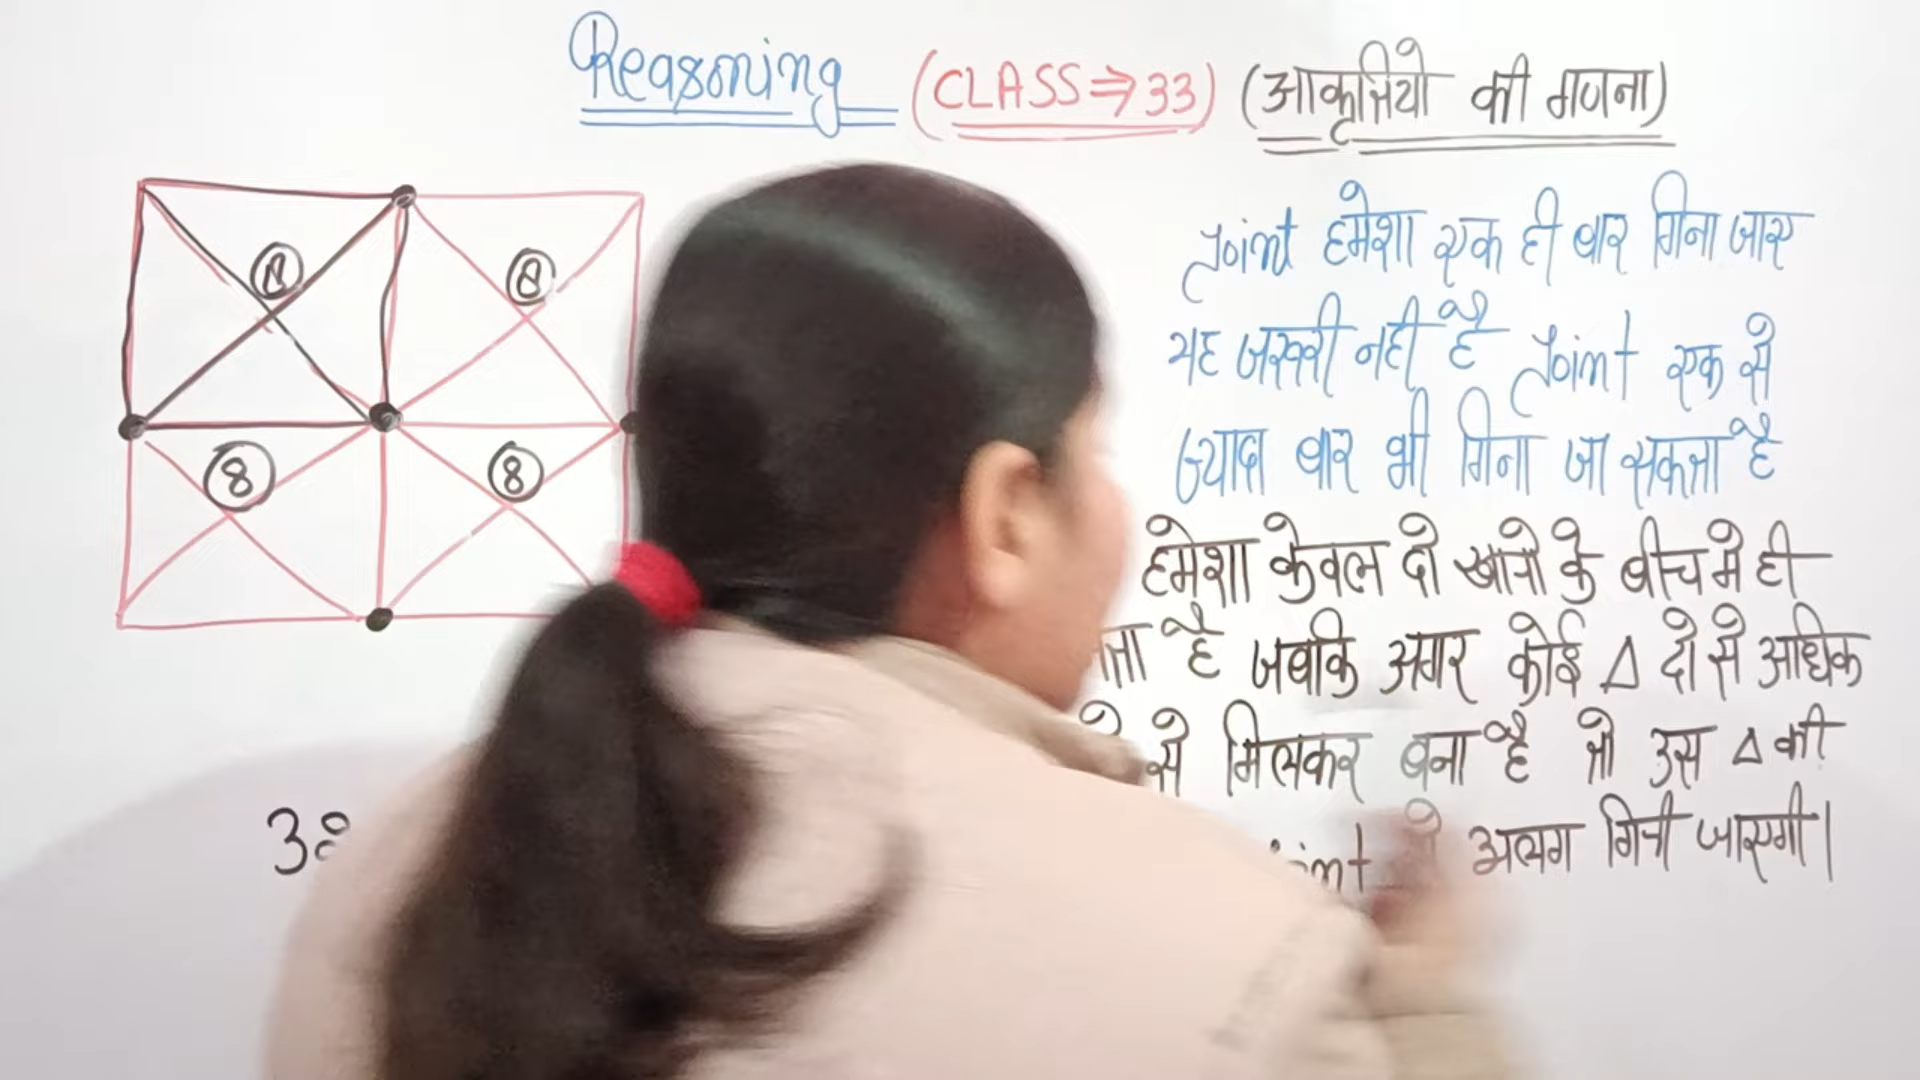 Reasoning (CLASS⇒33) (आकृत्तियो की गणना)
Joint हमेशा एक ही बार गिना जाए
यह जरूरी नही है Joint एक से
ज्यादा बार भी गिना जा सकता है
हमेशा केवल दो खानो के बीच मे ही
है जबकि अगर कोई △ दो से अधिक
से मिलकर बना है तो उस △ की
अलग गिनी जाएगी।
8 8
8 8